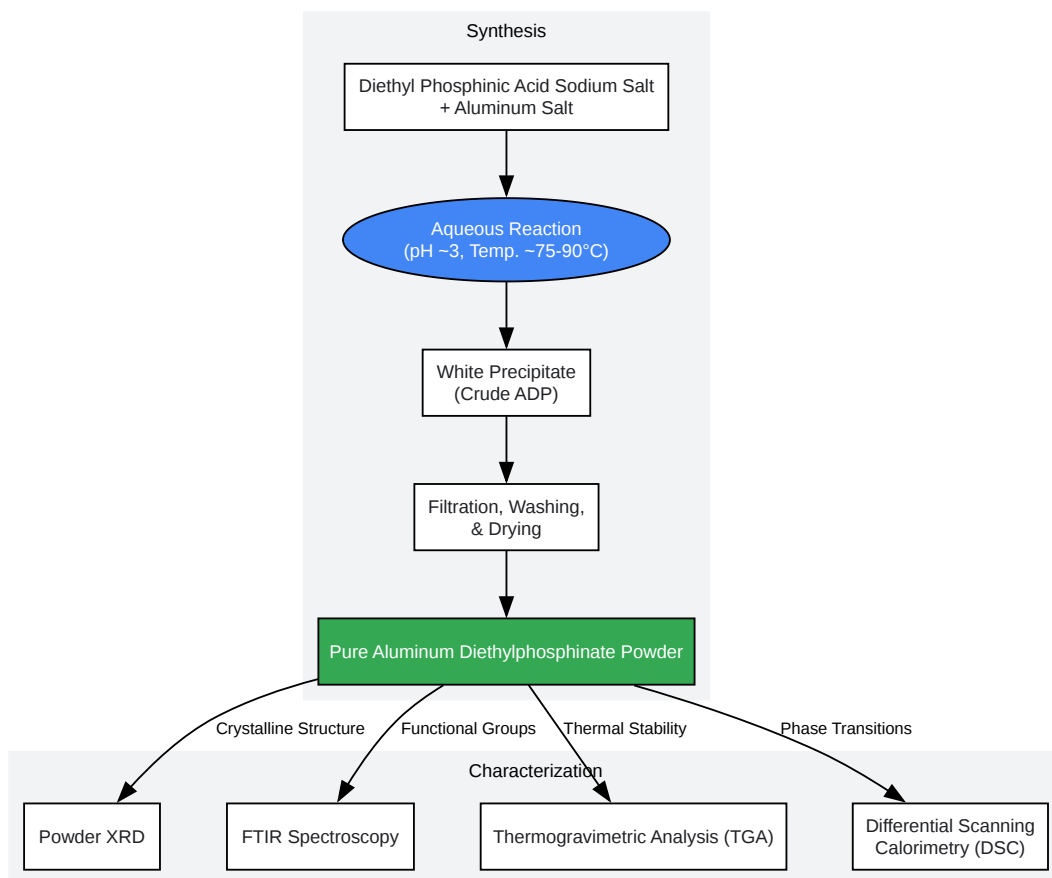 Synthesis
Diethyl Phosphinic Acid Sodium Salt
+ Aluminum Salt
Aqueous Reaction
(pH ~3, Temp. ~75-90°C)
White Precipitate
(Crude ADP)
Filtration, Washing,
& Drying
Pure Aluminum Diethylphosphinate Powder
Crystalline Structure
Functional Groups
Thermal Stability
Phase Transitions
Characterization
Powder XRD
FTIR Spectroscopy
Thermogravimetric Analysis (TGA)
Differential Scanning
Calorimetry (DSC)